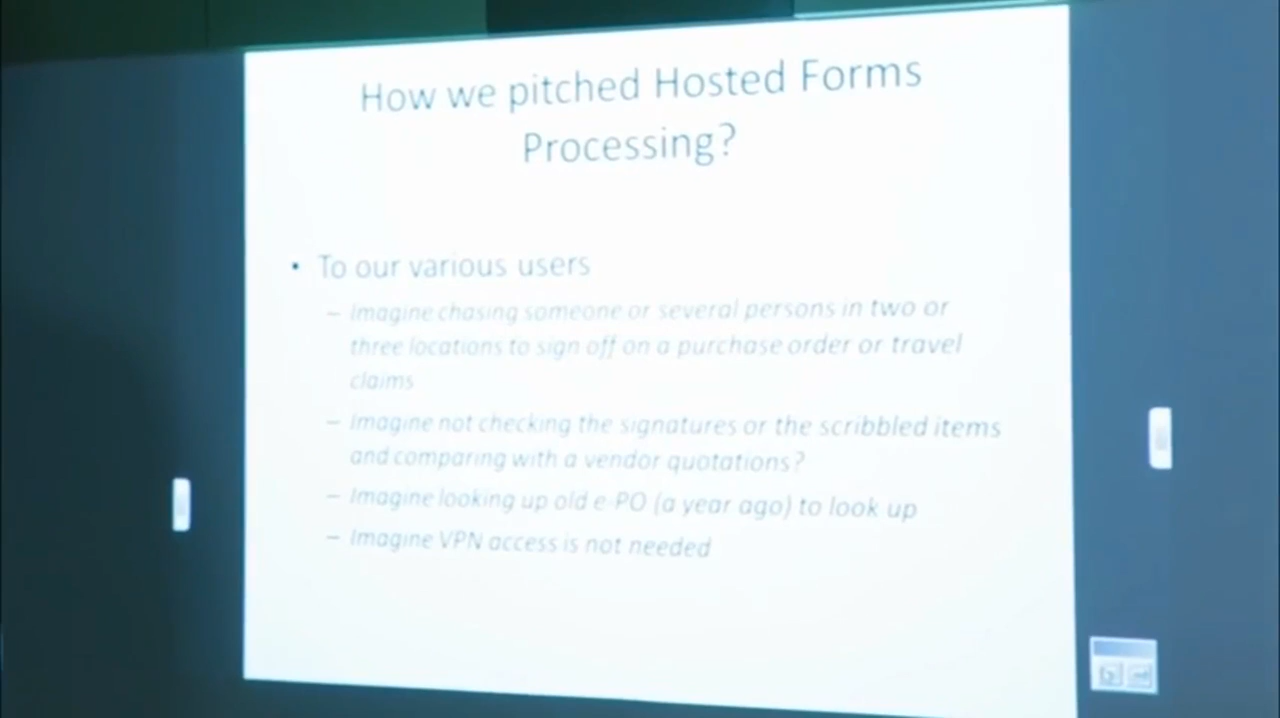 How we pitched Hosted Forms
Processing?
• To our various users
– Imagine chasing someone or several persons in two or
three locations to sign off on a purchase order or travel
claims
– Imagine not checking the signatures or the scribbled items
and comparing with a vendor quotations?
– Imagine looking up old e-PO (a year ago) to look up
– Imagine VPN access is not needed